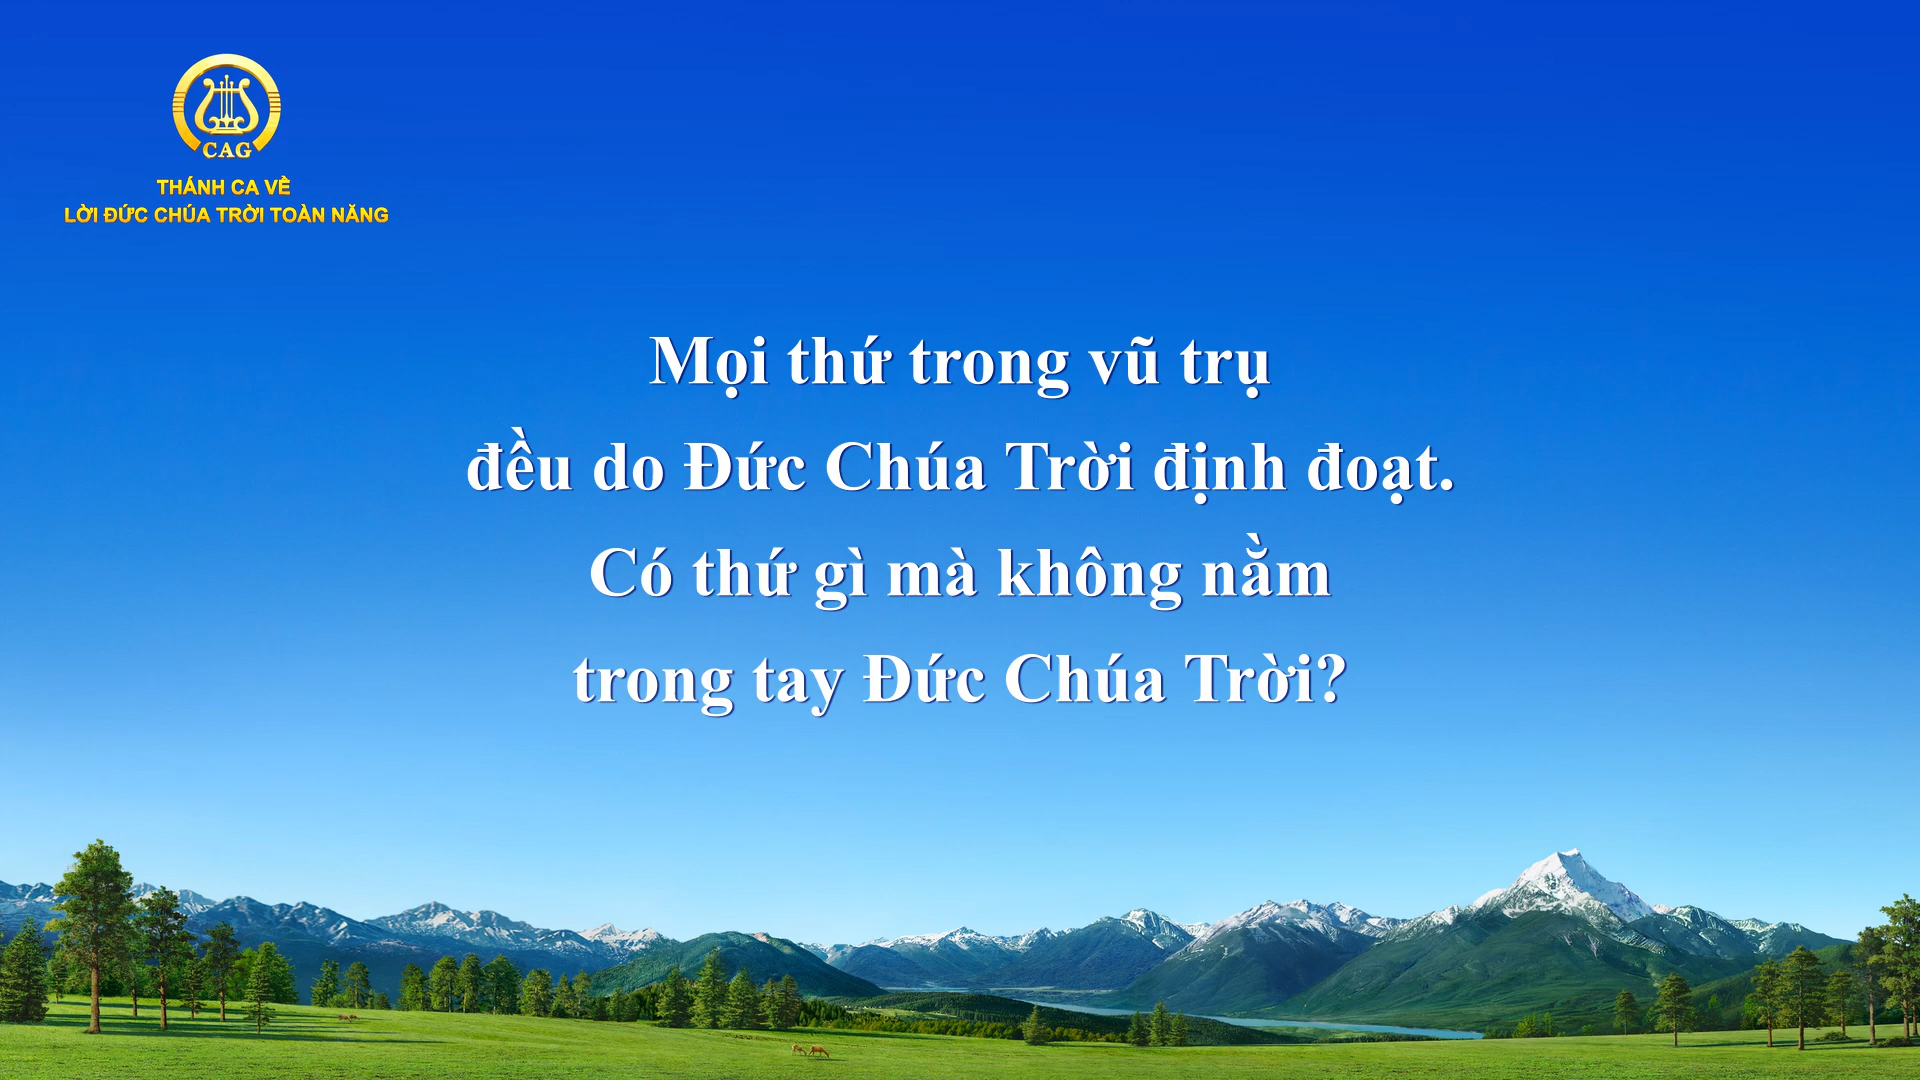 CAG
THÁNH CA VỀ
LỜI ĐỨC CHÚA TRỜI TOÀN NĂNG
Mọi thứ trong vũ trụ
đều do Đức Chúa Trời định đoạt.
Có thứ gì mà không nằm
trong tay Đức Chúa Trời?